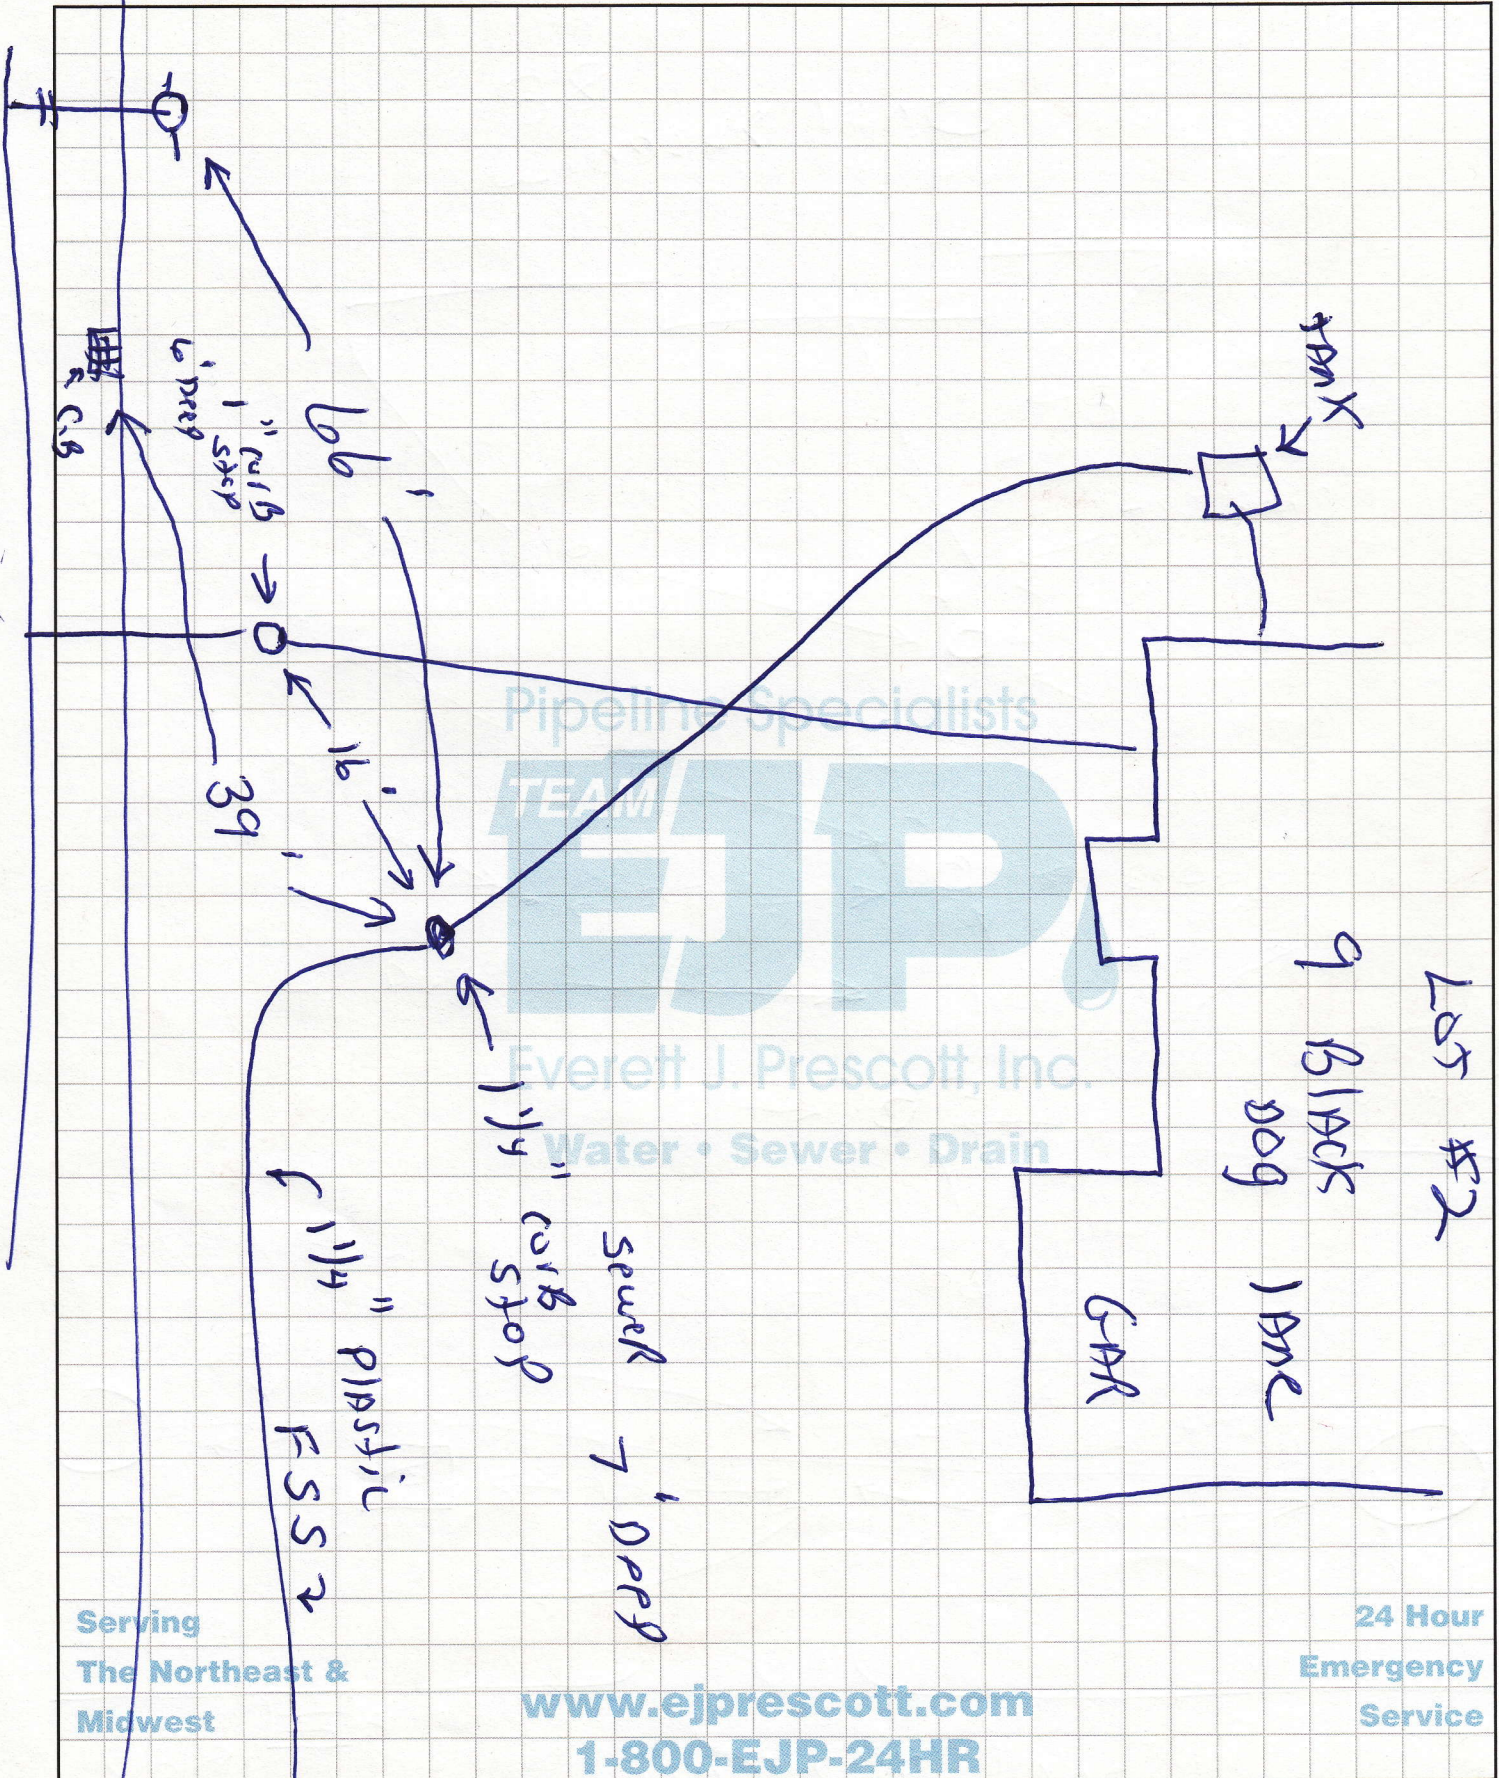 Lot #2
9 Black
Dog lane
GAR
tank
66'
1" curb
stop
6' Deep
C.B
16'
39'
1 1/4" curb
stop
sewer 7' Deep
1 1/4" plastic
FSS
Pipeline Specialists
TEAM
EJP
Everett J. Prescott, Inc.
Water • Sewer • Drain
Serving
The Northeast &
Midwest
www.ejprescott.com
1-800-EJP-24HR
24 Hour
Emergency
Service